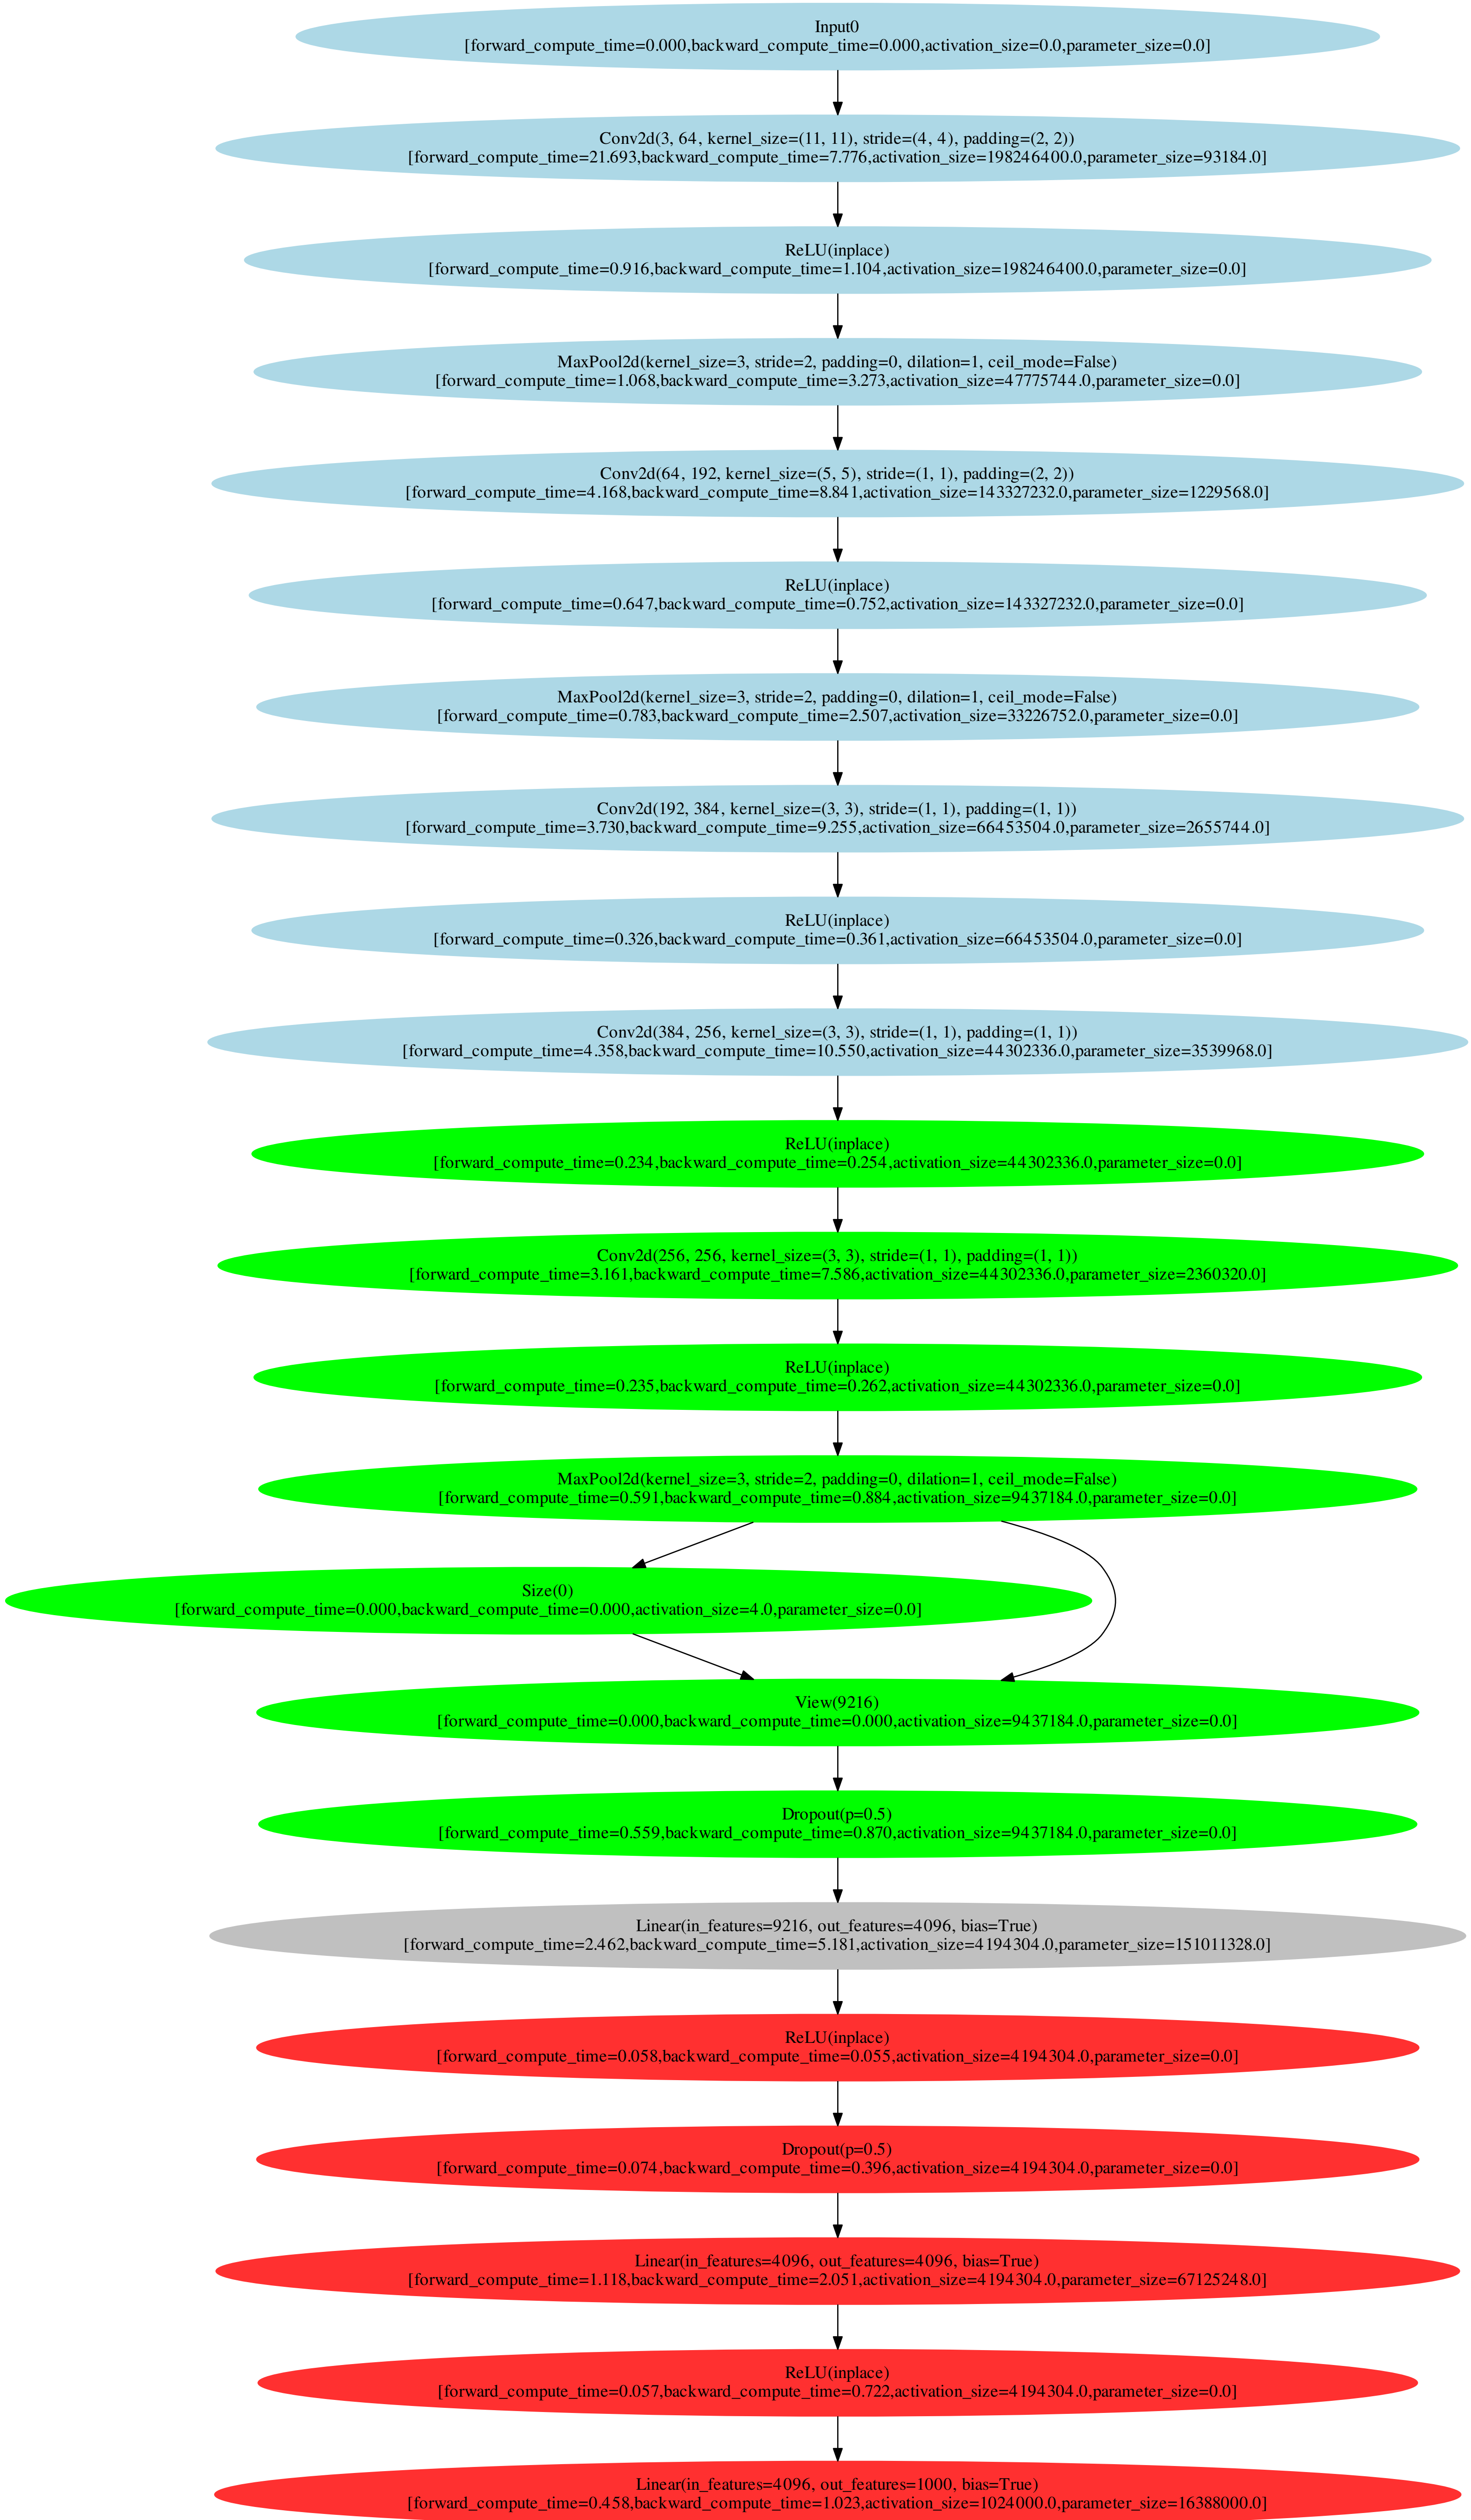 Input0
[forward_compute_time=0.000,backward_compute_time=0.000,activation_size=0.0,parameter_size=0.0]
Conv2d(3, 64, kernel_size=(11, 11), stride=(4, 4), padding=(2, 2))
[forward_compute_time=21.693,backward_compute_time=7.776,activation_size=198246400.0,parameter_size=93184.0]
ReLU(inplace)
[forward_compute_time=0.916,backward_compute_time=1.104,activation_size=198246400.0,parameter_size=0.0]
MaxPool2d(kernel_size=3, stride=2, padding=0, dilation=1, ceil_mode=False)
[forward_compute_time=1.068,backward_compute_time=3.273,activation_size=47775744.0,parameter_size=0.0]
Conv2d(64, 192, kernel_size=(5, 5), stride=(1, 1), padding=(2, 2))
[forward_compute_time=4.168,backward_compute_time=8.841,activation_size=143327232.0,parameter_size=1229568.0]
ReLU(inplace)
[forward_compute_time=0.647,backward_compute_time=0.752,activation_size=143327232.0,parameter_size=0.0]
MaxPool2d(kernel_size=3, stride=2, padding=0, dilation=1, ceil_mode=False)
[forward_compute_time=0.783,backward_compute_time=2.507,activation_size=33226752.0,parameter_size=0.0]
Conv2d(192, 384, kernel_size=(3, 3), stride=(1, 1), padding=(1, 1))
[forward_compute_time=3.730,backward_compute_time=9.255,activation_size=66453504.0,parameter_size=2655744.0]
ReLU(inplace)
[forward_compute_time=0.326,backward_compute_time=0.361,activation_size=66453504.0,parameter_size=0.0]
Conv2d(384, 256, kernel_size=(3, 3), stride=(1, 1), padding=(1, 1))
[forward_compute_time=4.358,backward_compute_time=10.550,activation_size=44302336.0,parameter_size=3539968.0]
ReLU(inplace)
[forward_compute_time=0.234,backward_compute_time=0.254,activation_size=44302336.0,parameter_size=0.0]
Conv2d(256, 256, kernel_size=(3, 3), stride=(1, 1), padding=(1, 1))
[forward_compute_time=3.161,backward_compute_time=7.586,activation_size=44302336.0,parameter_size=2360320.0]
ReLU(inplace)
[forward_compute_time=0.235,backward_compute_time=0.262,activation_size=44302336.0,parameter_size=0.0]
MaxPool2d(kernel_size=3, stride=2, padding=0, dilation=1, ceil_mode=False)
[forward_compute_time=0.591,backward_compute_time=0.884,activation_size=9437184.0,parameter_size=0.0]
Size(0)
[forward_compute_time=0.000,backward_compute_time=0.000,activation_size=4.0,parameter_size=0.0]
View(9216)
[forward_compute_time=0.000,backward_compute_time=0.000,activation_size=9437184.0,parameter_size=0.0]
Dropout(p=0.5)
[forward_compute_time=0.559,backward_compute_time=0.870,activation_size=9437184.0,parameter_size=0.0]
Linear(in_features=9216, out_features=4096, bias=True)
[forward_compute_time=2.462,backward_compute_time=5.181,activation_size=4194304.0,parameter_size=151011328.0]
ReLU(inplace)
[forward_compute_time=0.058,backward_compute_time=0.055,activation_size=4194304.0,parameter_size=0.0]
Dropout(p=0.5)
[forward_compute_time=0.074,backward_compute_time=0.396,activation_size=4194304.0,parameter_size=0.0]
Linear(in_features=4096, out_features=4096, bias=True)
[forward_compute_time=1.118,backward_compute_time=2.051,activation_size=4194304.0,parameter_size=67125248.0]
ReLU(inplace)
[forward_compute_time=0.057,backward_compute_time=0.722,activation_size=4194304.0,parameter_size=0.0]
Linear(in_features=4096, out_features=1000, bias=True)
[forward_compute_time=0.458,backward_compute_time=1.023,activation_size=1024000.0,parameter_size=16388000.0]